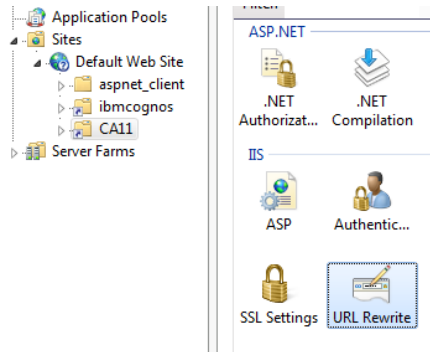 Application Pools
Sites
Default Web Site
aspnet_client
ibmcognos
CA11
Server Farms
ASP.NET
.NET Authorizat...
.NET Compilation
IIS
ASP
Authentic...
SSL Settings
URL Rewrite